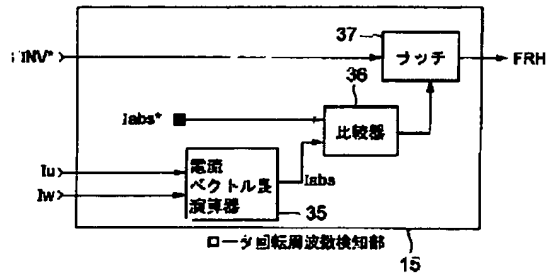 37
ラッチ
FRH
36
Iabs*
比較器
Iu
Iw
電流
ベクトル長
演算器
Iabs
35
ロータ回転周波数検知部
15